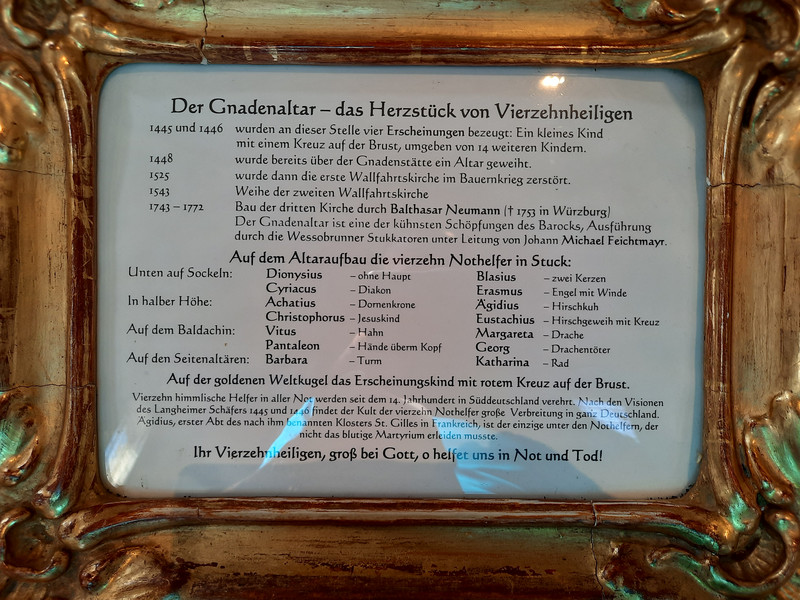 Der Gnadenaltar – das Herzstück von Vierzehnheiligen
1445 und 1446 wurden an dieser Stelle vier Erscheinungen bezeugt: Ein kleines Kind
mit einem Kreuz auf der Brust, umgeben von 14 weiteren Kindern.
1448 wurde bereits über der Gnadenstätte ein Altar geweiht.
1525 wurde dann die erste Wallfahrtskirche im Bauernkrieg zerstört.
1543 Weihe der zweiten Wallfahrtskirche
1743 – 1772 Bau der dritten Kirche durch Balthasar Neumann († 1753 in Würzburg)
Der Gnadenaltar ist eine der kühnsten Schöpfungen des Barocks, Ausführung
durch die Wessobrunner Stukkatoren unter Leitung von Johann Michael Feichtmayr.
Auf dem Altaraufbau die vierzehn Nothelfer in Stuck:
Unten auf Sockeln: Dionysius – ohne Haupt Blasius – zwei Kerzen
Cyriacus – Diakon Erasmus – Engel mit Winde
In halber Höhe: Achatius – Dornenkrone Ägidius – Hirschkuh
Christophorus – Jesuskind Eustachius – Hirschgeweih mit Kreuz
Auf dem Baldachin: Vitus – Hahn Margareta – Drache
Pantaleon – Hände überm Kopf Georg – Drachentöter
Auf den Seitenaltären: Barbara – Turm Katharina – Rad
Auf der goldenen Weltkugel das Erscheinungskind mit rotem Kreuz auf der Brust.
Vierzehn himmlische Helfer in aller Not werden seit dem 14. Jahrhundert in Süddeutschland verehrt. Nach den Visionen
des Langheimer Schäfers 1445 und 1446 findet der Kult der vierzehn Nothelfer große Verbreitung in ganz Deutschland.
Ägidius, erster Abt des nach ihm benannten Klosters St. Gilles in Frankreich, ist der einzige unter den Nothelfern, der
nicht das blutige Martyrium erleiden musste.
Ihr Vierzehnheiligen, groß bei Gott, o helfet uns in Not und Tod!